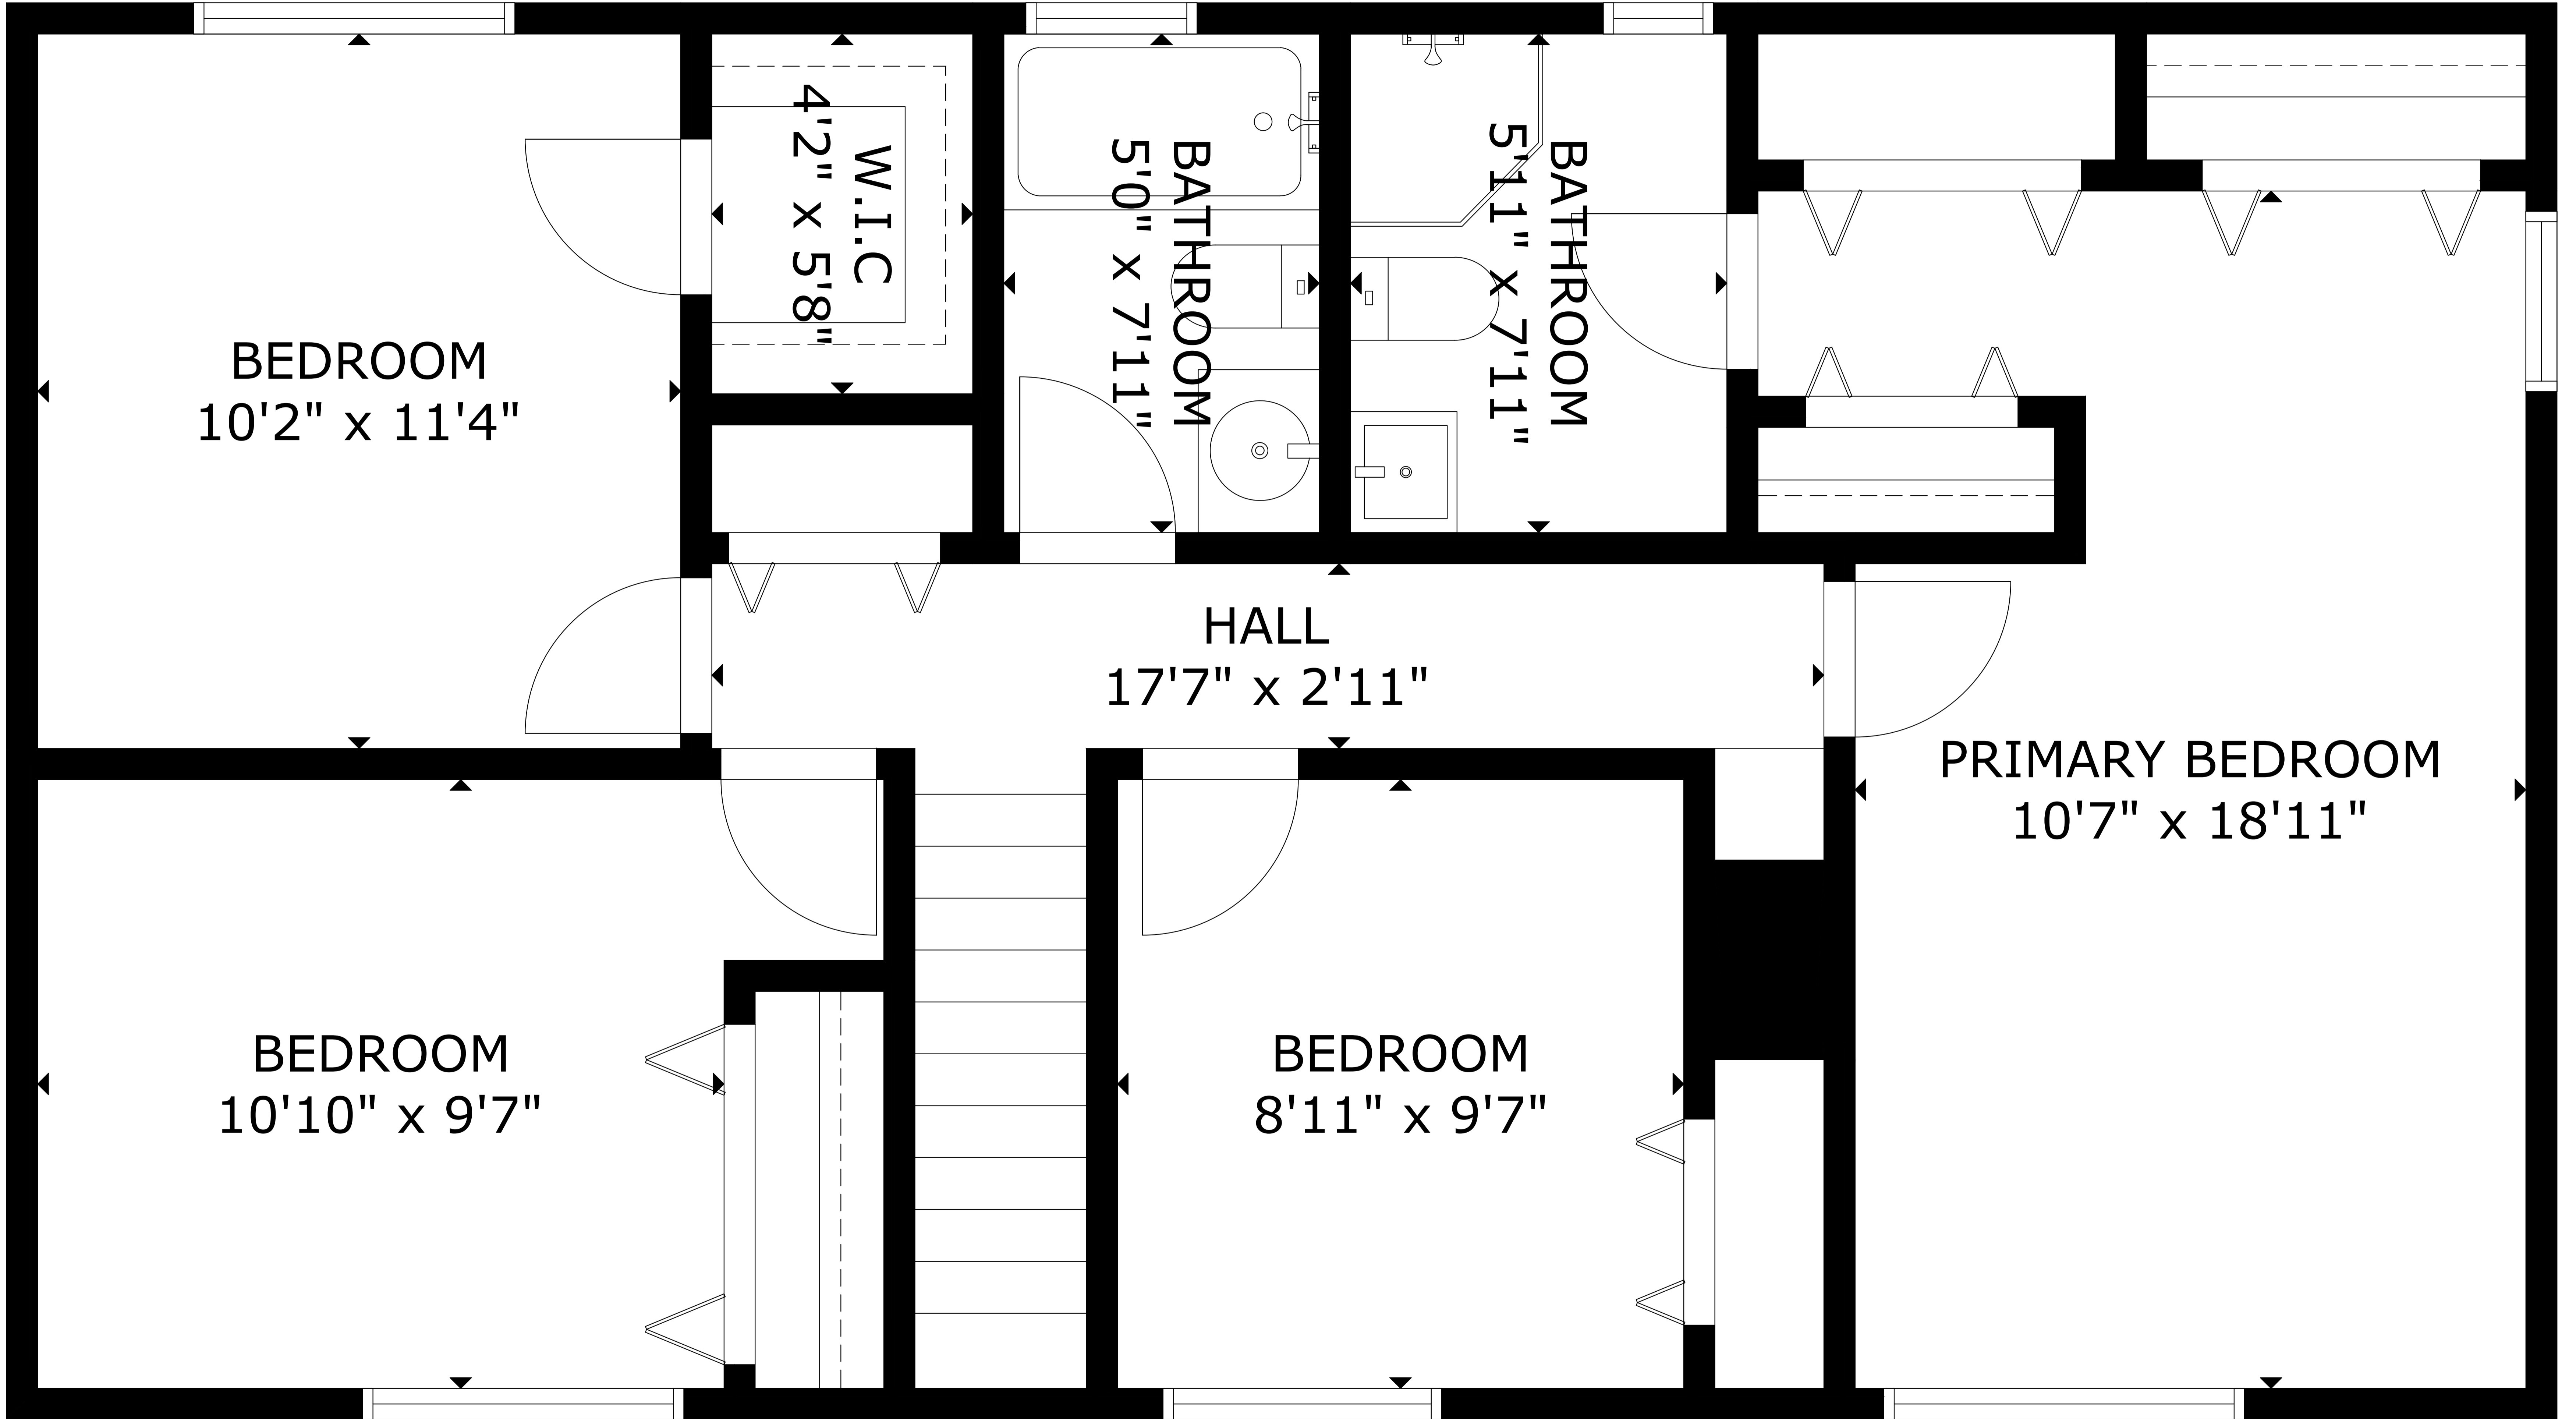 BEDROOM
10'2" x 11'4"
W.I.C
4'2" x 5'8"
BATHROOM
5'0" x 7'11"
BATHROOM
5'11" x 7'11"
HALL
17'7" x 2'11"
PRIMARY BEDROOM
10'7" x 18'11"
BEDROOM
10'10" x 9'7"
BEDROOM
8'11" x 9'7"